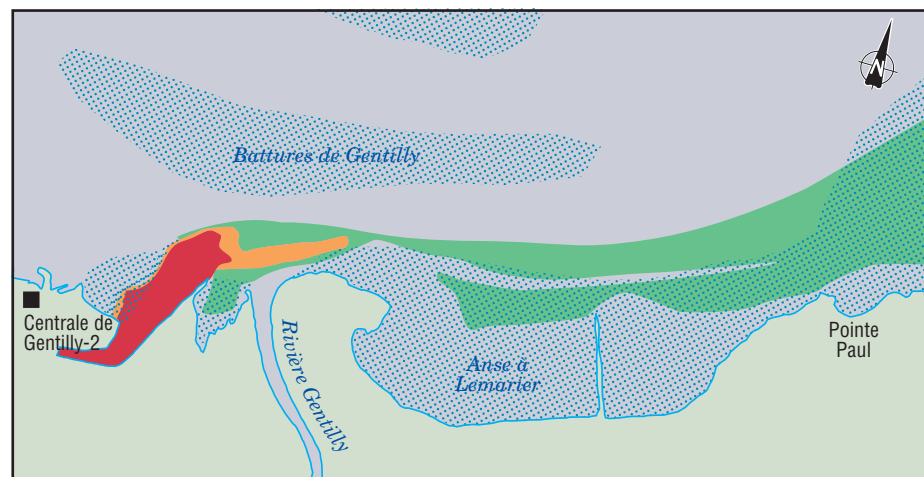 N
Battures de Gentilly
Centrale de
Gentilly-2
Rivière Gentilly
Anse à
Lemarier
Pointe
Paul